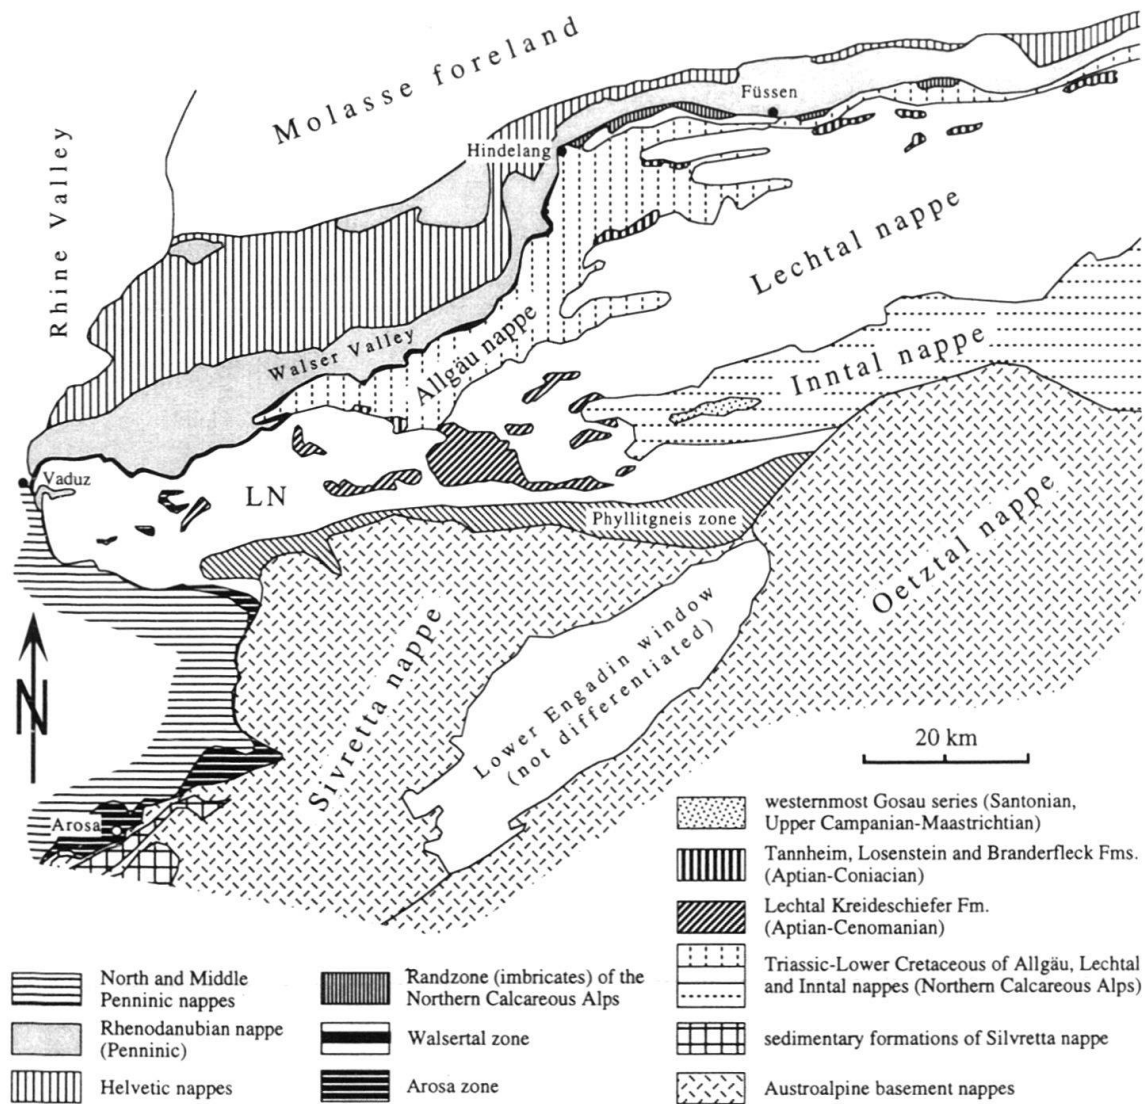 Molasse foreland
Rhine Valley
Füssen
Hindelang
Lechtal nappe
Walser Valley
Allgäu nappe
Inntal nappe
Vaduz
LN
Phyllitgneis zone
Oetztal nappe
Silvretta nappe
Lower Engadin window
(not differentiated)
N
20 km
Arosa
westernmost Gosau series (Santonian,
Upper Campanian-Maastrichtian)
Tannheim, Losenstein and Branderfleck Fms.
(Aptian-Coniacian)
Lechtal Kreideschiefer Fm.
(Aptian-Cenomanian)
Triassic-Lower Cretaceous of Allgäu, Lechtal
and Inntal nappes (Northern Calcareous Alps)
sedimentary formations of Silvretta nappe
Austroalpine basement nappes
North and Middle
Penninic nappes
Rhenodanubian nappe
(Penninic)
Helvetic nappes
Randzone (imbricates) of the
Northern Calcareous Alps
Walsertal zone
Arosa zone